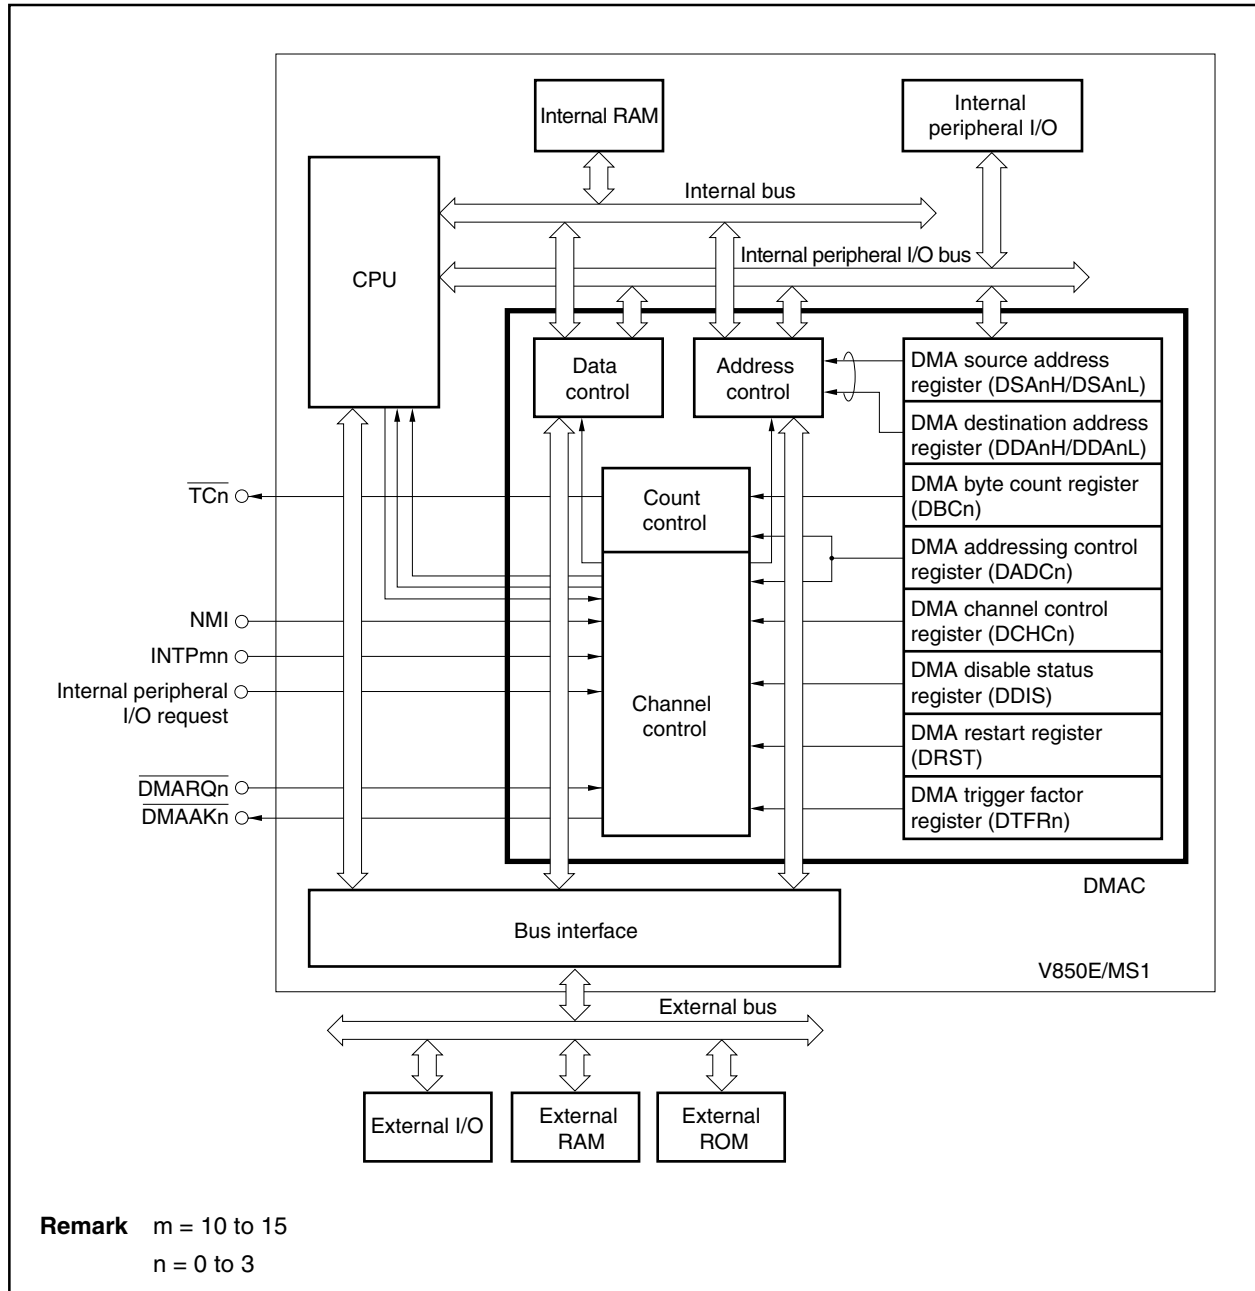 Internal RAM
Internal
peripheral I/O
Internal bus
Internal peripheral I/O bus
CPU
Data
control
Address
control
DMA source address
register (DSAnH/DSAnL)
DMA destination address
register (DDAnH/DDAnL)
TCn
Count
control
DMA byte count register
(DBCn)
DMA addressing control
register (DADCn)
NMI
DMA channel control
register (DCHCn)
INTPmn
Internal peripheral
I/O request
Channel
control
DMA disable status
register (DDIS)
DMA restart register
(DRST)
DMARQn
DMAAKn
DMA trigger factor
register (DTFRn)
DMAC
Bus interface
V850E/MS1
External bus
External I/O
External
RAM
External
ROM
Remark m = 10 to 15
n = 0 to 3